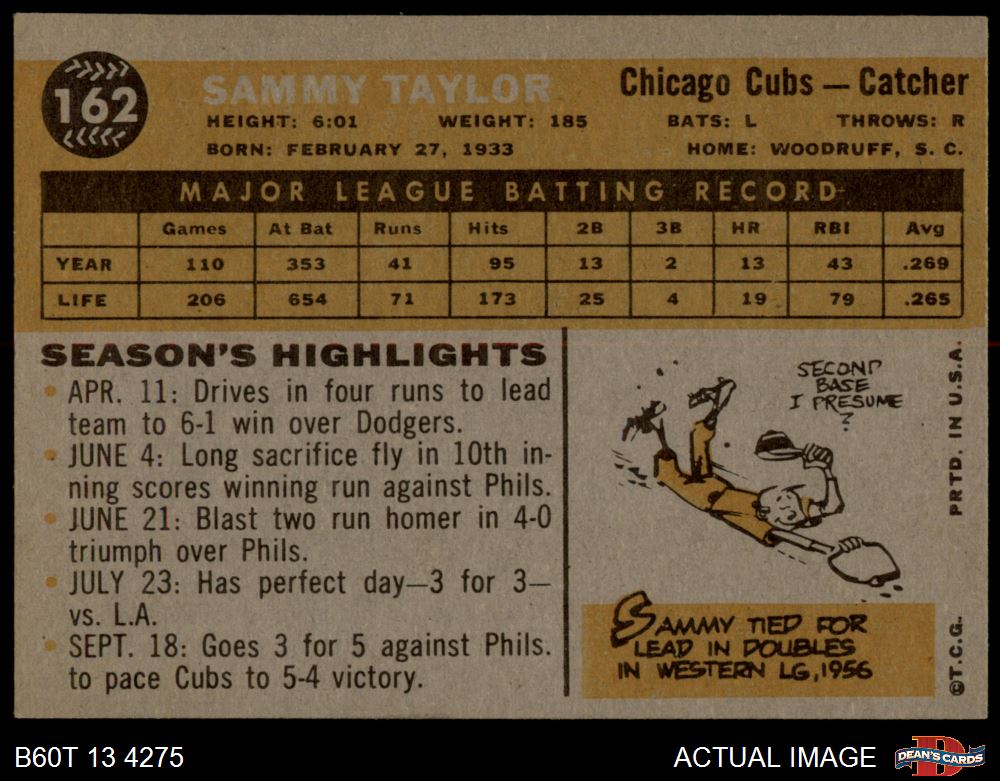 162
SAMMY TAYLOR
Chicago Cubs — Catcher
HEIGHT: 6:01 WEIGHT: 185 BATS: L THROWS: R
BORN: FEBRUARY 27, 1933 HOME: WOODRUFF, S. C.
MAJOR LEAGUE BATTING RECORD
Games At Bat Runs Hits 2B 3B HR RBI Avg
YEAR 110 353 41 95 13 2 13 43 .269
LIFE 206 654 71 173 25 4 19 79 .265
SEASON'S HIGHLIGHTS
• APR. 11: Drives in four runs to lead
team to 6-1 win over Dodgers.
• JUNE 4: Long sacrifice fly in 10th in-
ning scores winning run against Phils.
• JUNE 21: Blast two run homer in 4-0
triumph over Phils.
• JULY 23: Has perfect day—3 for 3—
vs. L.A.
• SEPT. 18: Goes 3 for 5 against Phils.
to pace Cubs to 5-4 victory.
SECOND
BASE
I PRESUME
?
SAMMY TIED FOR
LEAD IN DOUBLES
IN WESTERN LG, 1956
PRTD. IN U.S.A.
©T.C.G.
B60T 13 4275
ACTUAL IMAGE
DEAN'S CARDS